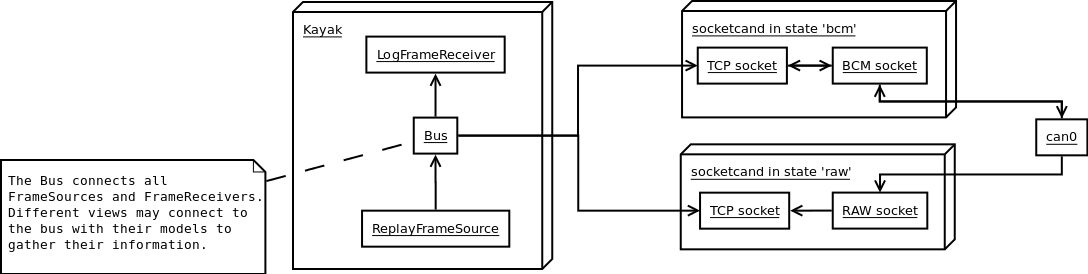 Kayak
LogFrameReceiver
Bus
ReplayFrameSource
The Bus connects all
FrameSources and FrameReceivers.
Different views may connect to
the bus with their models to
gather their information.
socketcand in state 'bcm'
TCP socket
BCM socket
can0
socketcand in state 'raw'
TCP socket
RAW socket